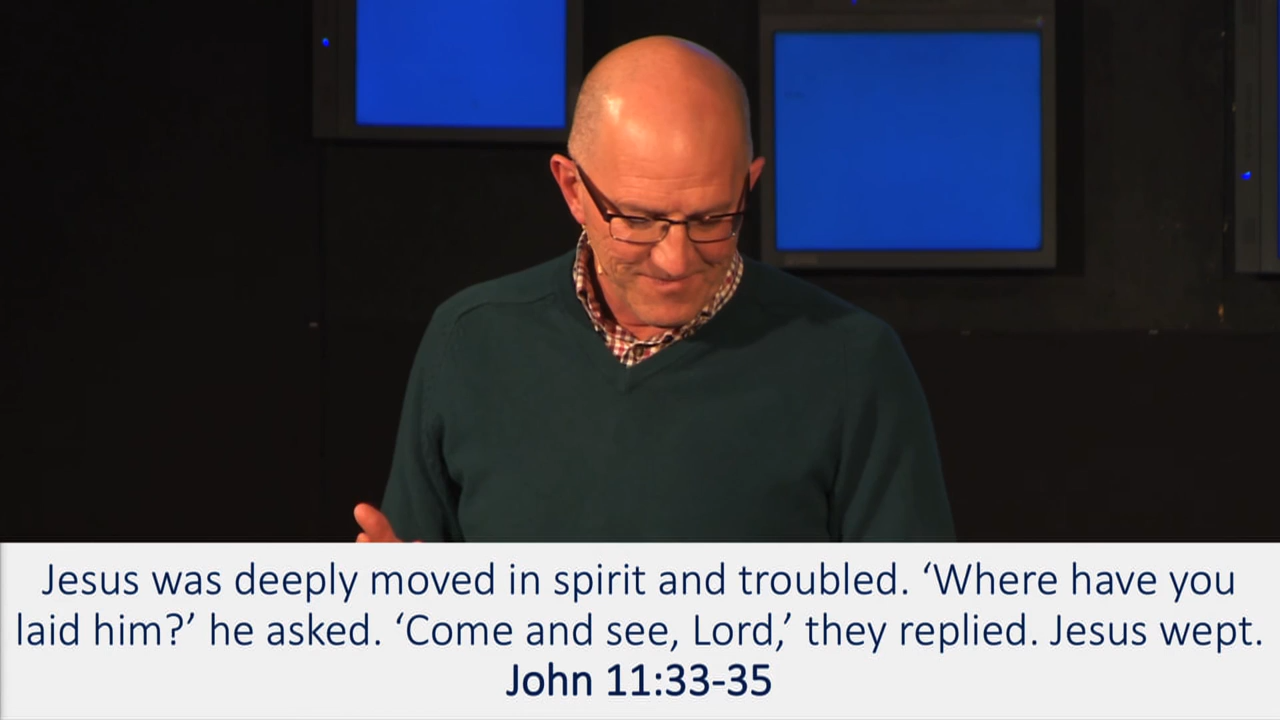 Jesus was deeply moved in spirit and troubled. ‘Where have you
laid him?’ he asked. ‘Come and see, Lord,’ they replied. Jesus wept.
John 11:33-35